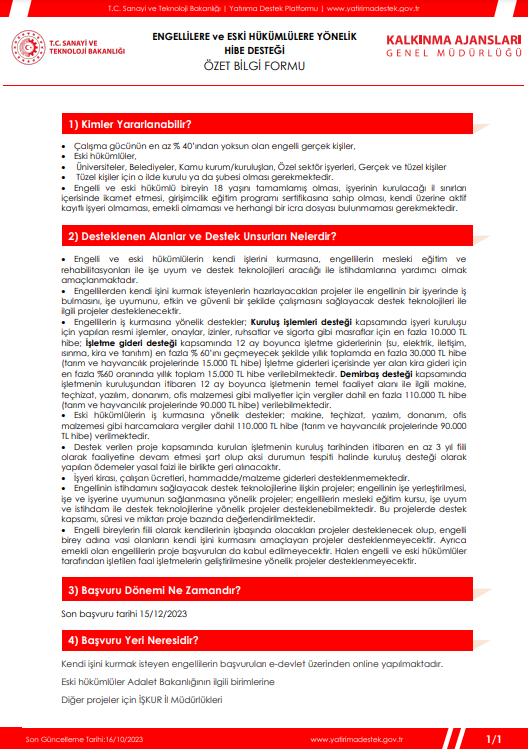 T.C. Sanayi ve Teknoloji Bakanlığı | Yatırıma Destek Platformu | www.yatirimadestek.gov.tr
T.C. SANAYİ VE
TEKNOLOJİ BAKANLIĞI
ENGELLİLERE ve ESKİ HÜKÜMLÜLERE YÖNELİK
HİBE DESTEĞİ
ÖZET BİLGİ FORMU
KALKINMA AJANSLARI
GENEL MÜDÜRLÜĞÜ
1) Kimler Yararlanabilir?
• Çalışma gücünün en az % 40'ından yoksun olan engelli gerçek kişiler,
• Eski hükümlüler,
• Üniversiteler, Belediyeler, Kamu kurum/kuruluşları, Özel sektör işyerleri, Gerçek ve tüzel kişiler
• Tüzel kişiler için o ilde kurulu ya da şubesi olması gerekmektedir.
• Engelli ve eski hükümlü bireyin 18 yaşını tamamlamış olması, işyerinin kurulacağı il sınırları
içerisinde ikamet etmesi, girişimcilik eğitim programı sertifikasına sahip olması, kendi üzerine aktif
kayıtlı işyeri olmaması, emekli olmaması ve herhangi bir icra dosyası bulunmaması gerekmektedir.
2) Desteklenen Alanlar ve Destek Unsurları Nelerdir?
• Engelli ve eski hükümlülerin kendi işlerini kurmasına, engellilerin mesleki eğitim ve
rehabilitasyonları ile işe uyum ve destek teknolojileri aracılığı ile istihdamlarına yardımcı olmak
amaçlanmaktadır.
• Engellilerden kendi işini kurmak isteyenlerin hazırlayacakları projeler ile engellinin bir işyerinde iş
bulmasını, işe uyumunu, etkin ve güvenli bir şekilde çalışmasını sağlayacak destek teknolojileri ile
ilgili projeler desteklenecektir.
• Engellilerin iş kurmasına yönelik destekler; Kuruluş işlemleri desteği kapsamında işyeri kuruluşu
için yapılan resmi işlemler, onaylar, izinler, ruhsatlar ve sigorta gibi masraflar için en fazla 10.000 TL
hibe; İşletme gideri desteği kapsamında 12 ay boyunca işletme giderlerinin (su, elektrik, iletişim,
ısınma, kira ve tanıtım) en fazla % 60'ını geçmeyecek şekilde yıllık toplamda en fazla 30.000 TL hibe
(tarım ve hayvancılık projelerinde 15.000 TL hibe) İşletme giderleri içerisinde yer alan kira gideri için
en fazla %60 oranında yıllık toplam 15.000 TL hibe verilebilmektedir. Demirbaş desteği kapsamında
işletmenin kuruluşundan itibaren 12 ay boyunca işletmenin temel faaliyet alanı ile ilgili makine,
teçhizat, yazılım, donanım, ofis malzemesi gibi maliyetler için vergiler dahil en fazla 110.000 TL hibe
(tarım ve hayvancılık projelerinde 90.000 TL hibe) verilebilmektedir.
• Eski hükümlülerin iş kurmasına yönelik destekler; makine, teçhizat, yazılım, donanım, ofis
malzemesi gibi harcamalara vergiler dahil 110.000 TL hibe (tarım ve hayvancılık projelerinde 90.000
TL hibe) verilmektedir.
• Destek verilen proje kapsamında kurulan işletmenin kuruluş tarihinden itibaren en az 3 yıl fiili
olarak faaliyetine devam etmesi şart olup aksi durumun tespiti halinde kuruluş desteği olarak
yapılan ödemeler yasal faizi ile birlikte geri alınacaktır.
• İşyeri kirası, çalışan ücretleri, hammadde/malzeme giderleri desteklenmemektedir.
• Engellinin istihdamını sağlayacak destek teknolojilerine ilişkin projeler; engellinin işe yerleştirilmesi,
işe ve işyerine uyumunun sağlanmasına yönelik projeler; engellilerin mesleki eğitim kursu, işe uyum
ve istihdam ile destek teknolojilerine yönelik projeler desteklenebilmektedir. Bu projelerde destek
kapsamı, süresi ve miktarı proje bazında değerlendirilmektedir.
• Engelli bireylerin fiili olarak kendilerinin işbaşında olacakları projeler desteklenecek olup, engelli
birey adına vasi olanların kendi işini kurmasını amaçlayan projeler desteklenmeyecektir. Ayrıca
emekli olan engellilerin proje başvuruları da kabul edilmeyecektir. Halen engelli ve eski hükümlüler
tarafından işletilen faal işletmelerin geliştirilmesine yönelik projeler desteklenmeyecektir.
3) Başvuru Dönemi Ne Zamandır?
Son başvuru tarihi 15/12/2023
4) Başvuru Yeri Neresidir?
Kendi işini kurmak isteyen engellilerin başvuruları e-devlet üzerinden online yapılmaktadır.
Eski hükümlüler Adalet Bakanlığının ilgili birimlerine
Diğer projeler için İŞKUR İl Müdürlükleri
Son Güncelleme Tarihi:16/10/2023
www.yatirimadestek.gov.tr
1/1